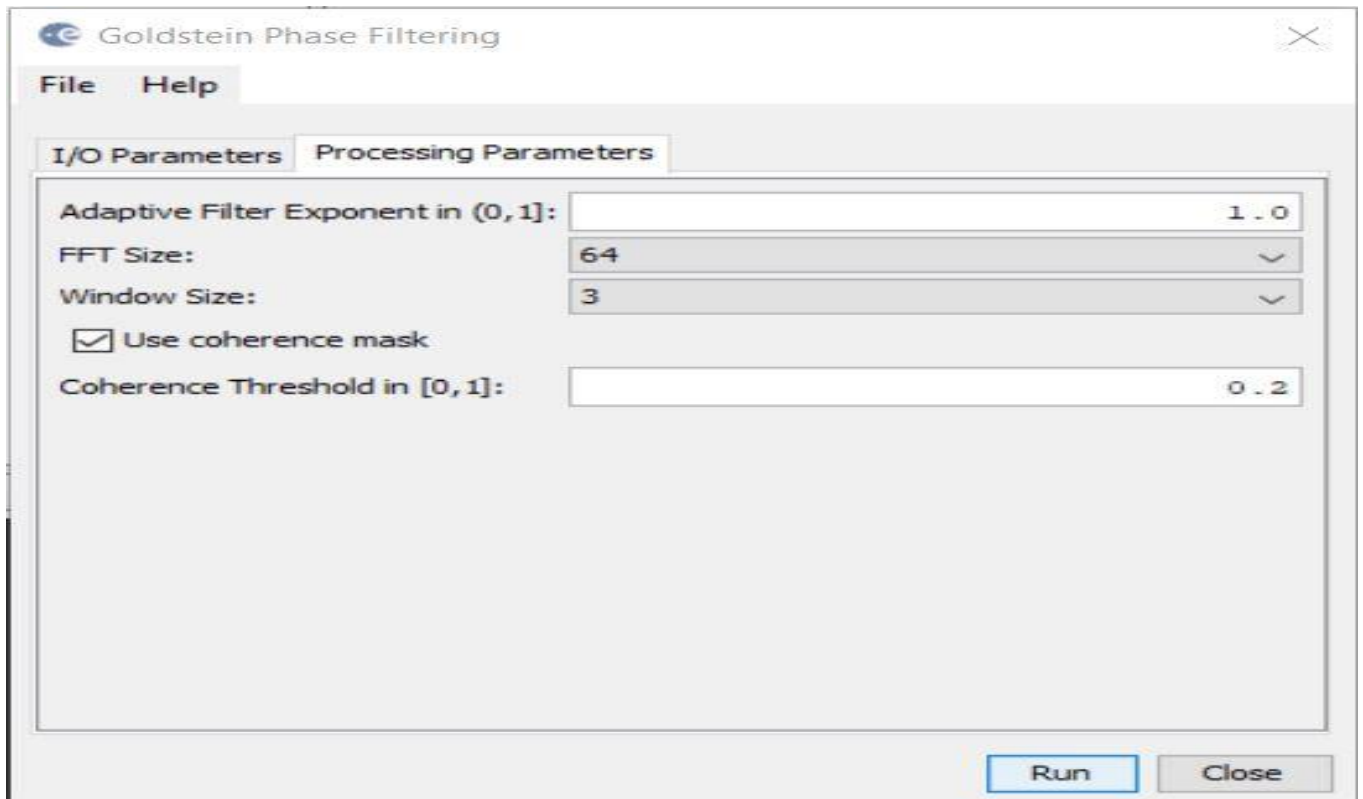 Goldstein Phase Filtering
File Help
I/O Parameters Processing Parameters
Adaptive Filter Exponent in (0,1]: 1.0
FFT Size: 64
Window Size: 3
Use coherence mask
Coherence Threshold in [0,1]: 0.2
Run Close